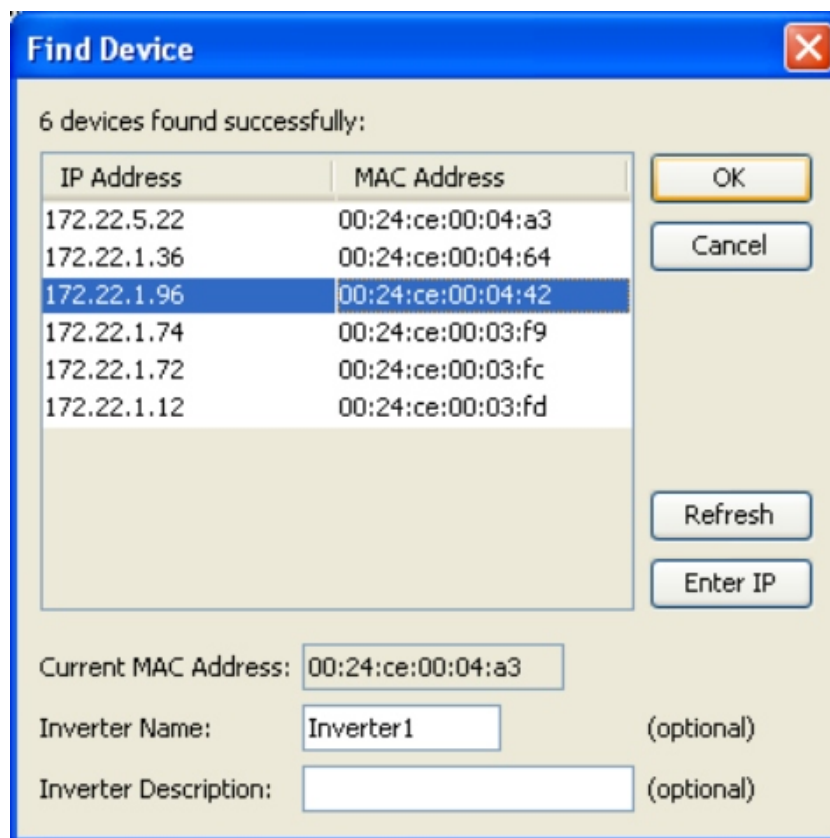 Find Device
6 devices found successfully:
IP Address MAC Address
OK
172.22.5.22 00:24:ce:00:04:a3
172.22.1.36 00:24:ce:00:04:64
Cancel
172.22.1.96 00:24:ce:00:04:42
172.22.1.74 00:24:ce:00:03:f9
172.22.1.72 00:24:ce:00:03:fc
172.22.1.12 00:24:ce:00:03:fd
Refresh
Enter IP
Current MAC Address: 00:24:ce:00:04:a3
Inverter Name: Inverter1 (optional)
Inverter Description: (optional)